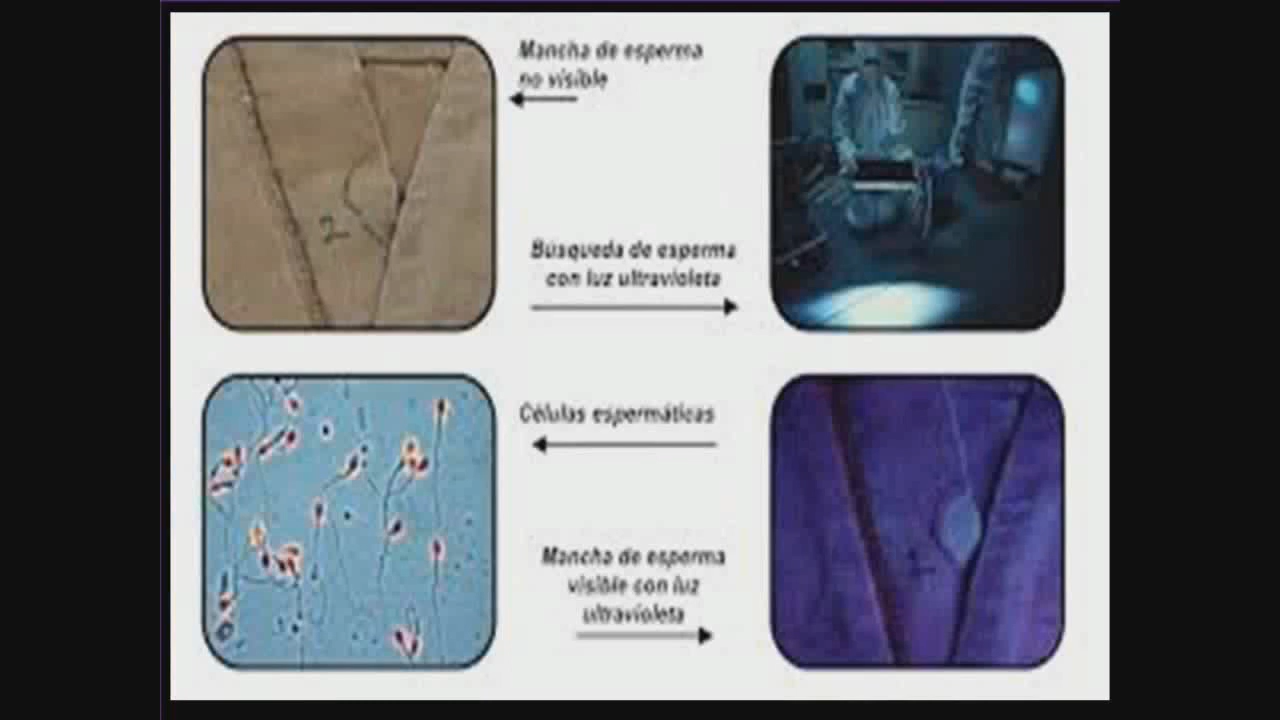 Mancha de esperma
no visible
Búsqueda de esperma
con luz ultravioleta
2
Células espermáticas
Mancha de esperma
visible con luz
ultravioleta